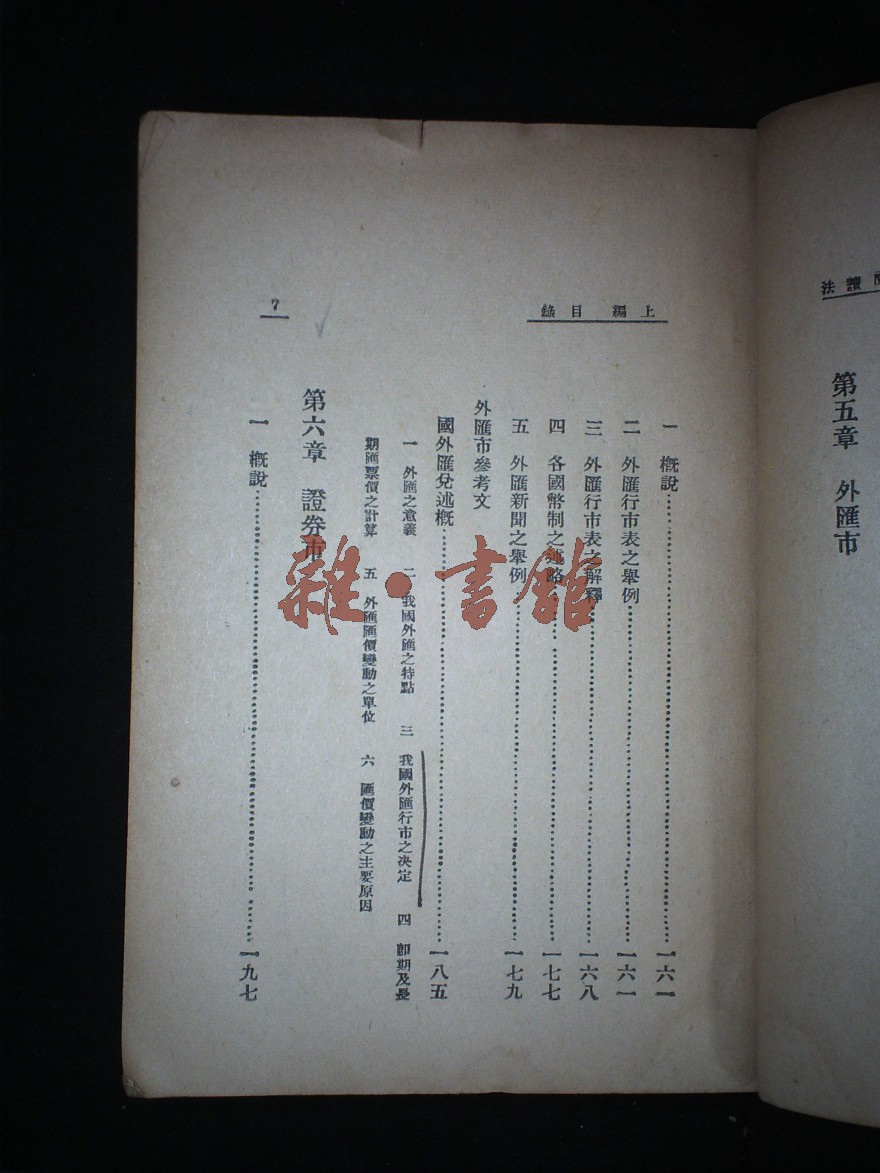 讀法
第五章 外匯市
上編 目錄
一 概說……一六一
二 外匯行市表之舉例……一六一
三 外匯行市表之解釋……一六八
四 各國幣制之述略……一七七
五 外匯新聞之舉例……一七九
外匯市參考文
國外匯兌述概……一八五
一 外匯之意義 二 我國外匯之特點 三 我國外匯行市之決定 四 即期及長
期匯票價之計算 五 外匯匯價變動之單位 六 匯價變動之主要原因
第六章 證券市
一 概說……一九七
7
雜·書館